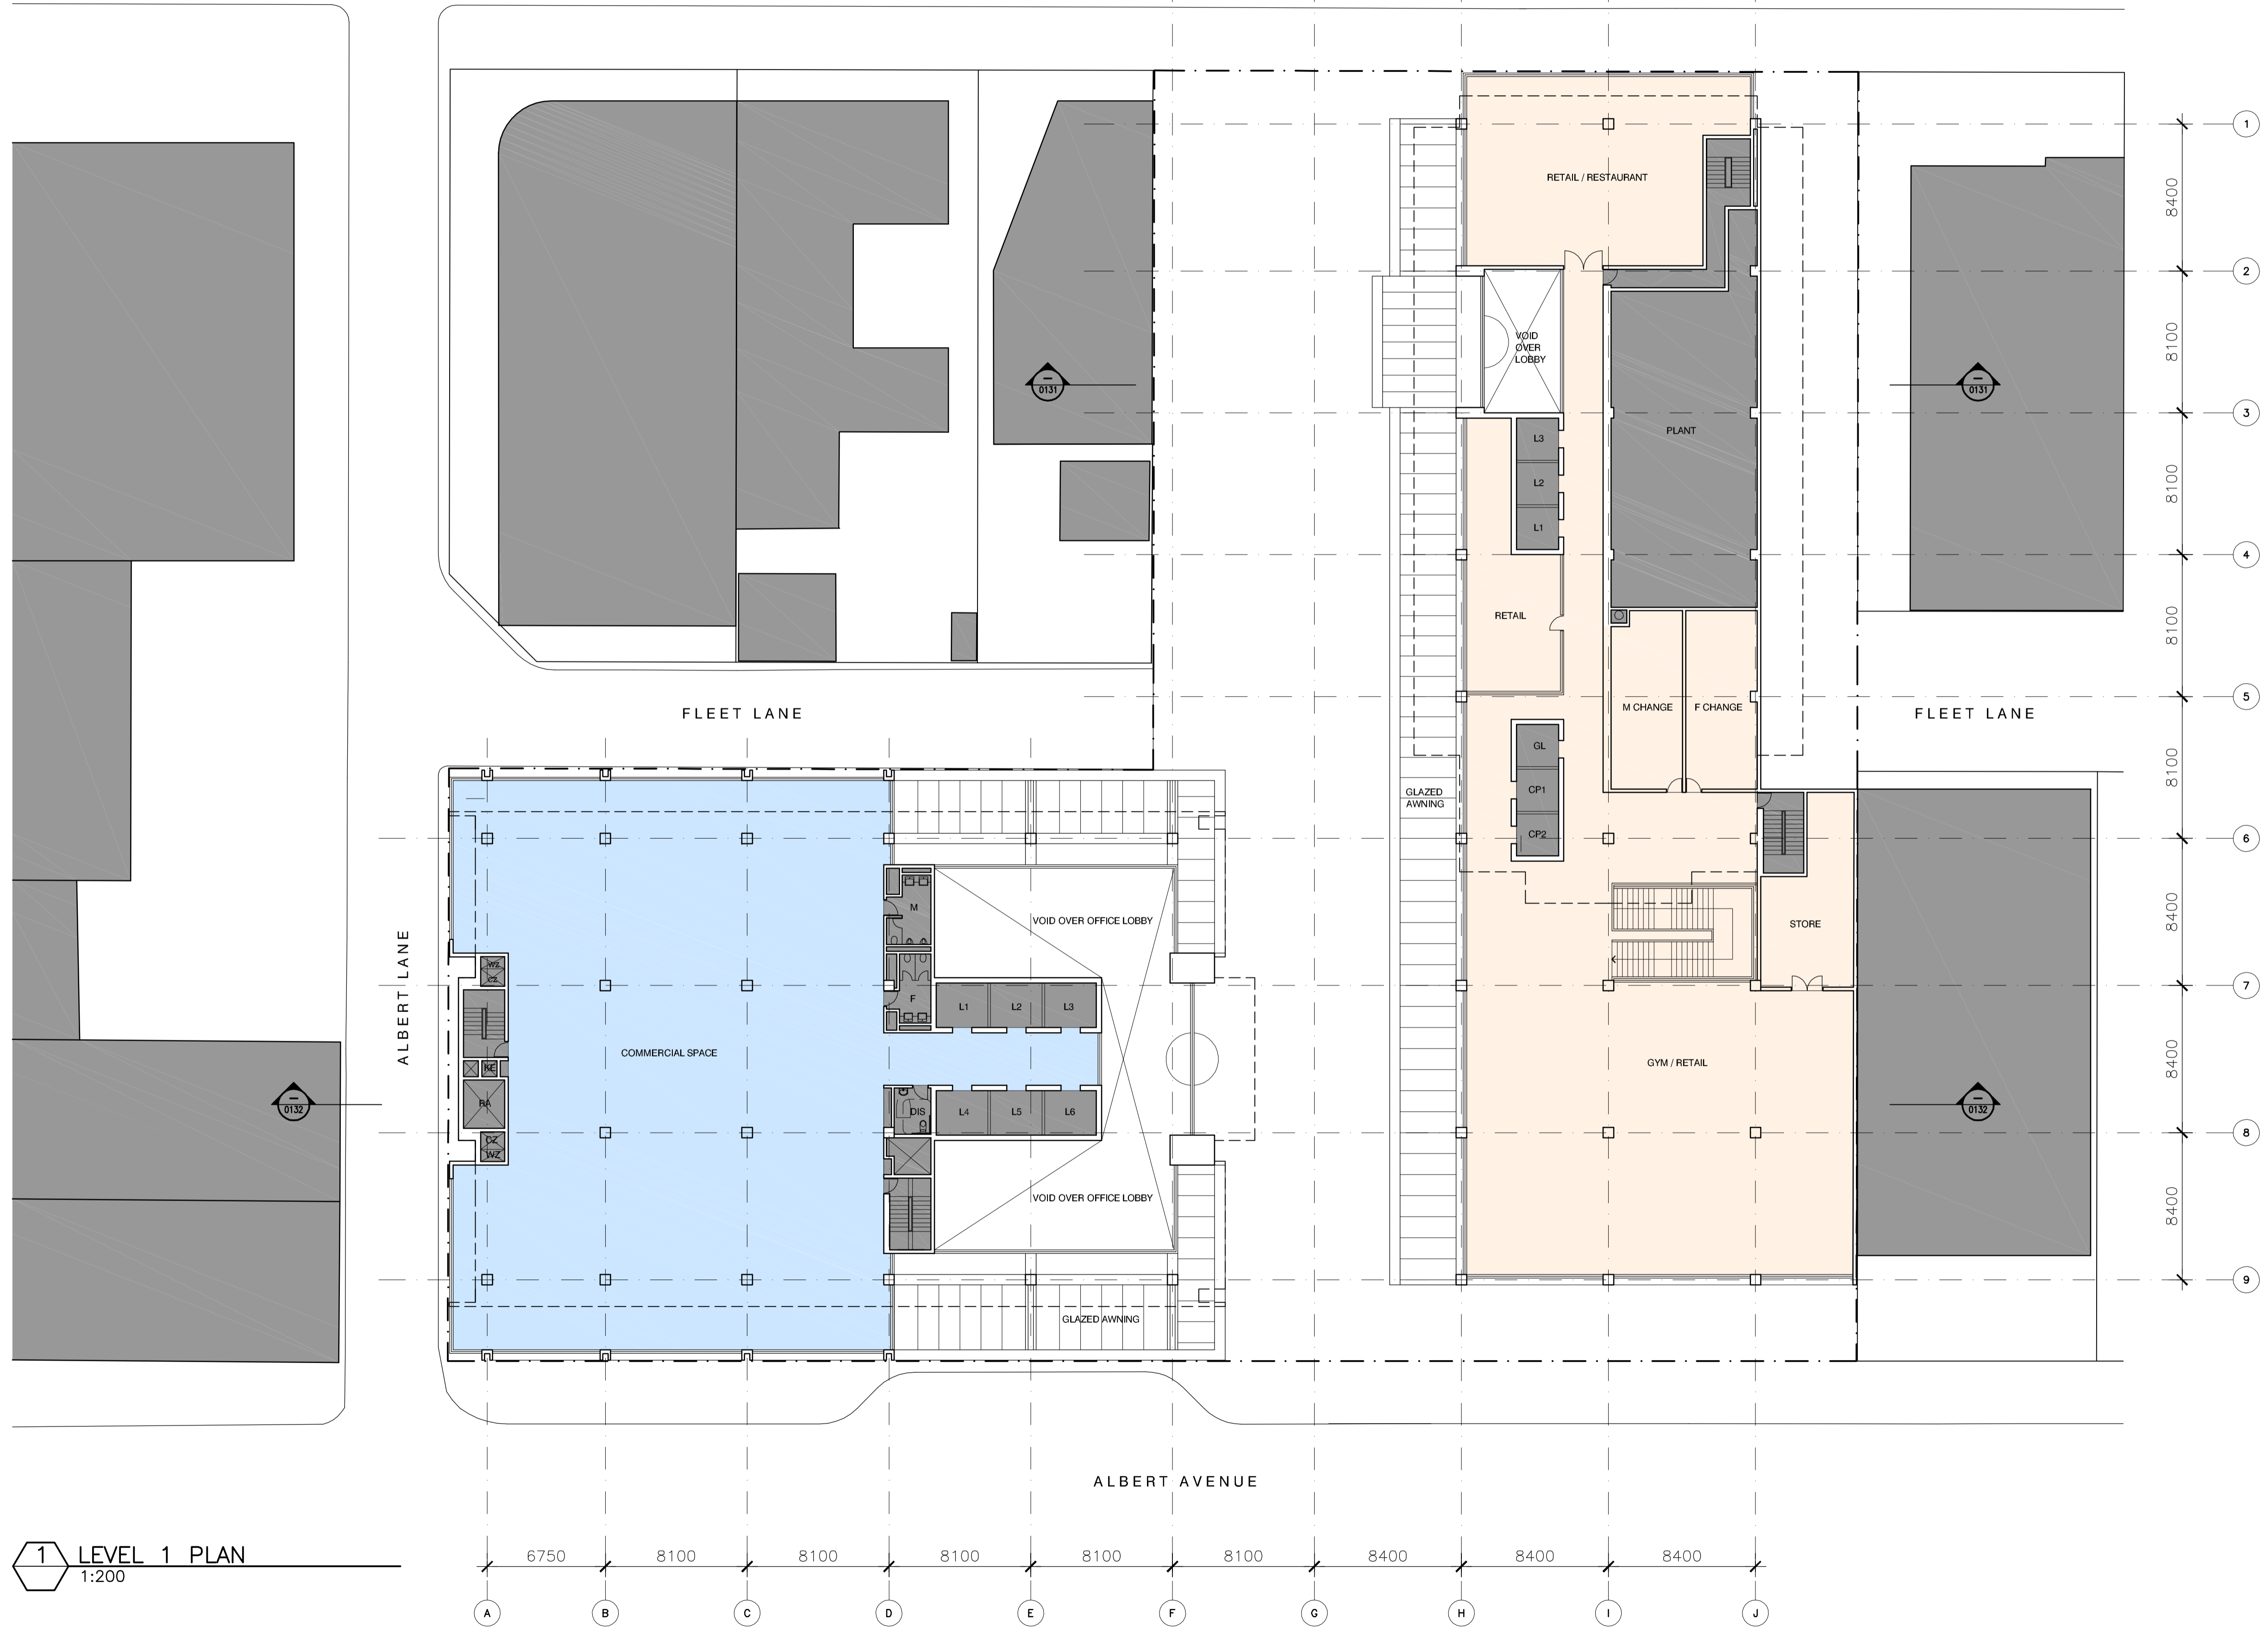 1
8400
RETAIL / RESTAURANT
2
8100
VOID
OVER
LOBBY
0131
0131
3
L3
PLANT
L2
8100
L1
4
RETAIL
8100
5
M CHANGE
F CHANGE
FLEET LANE
FLEET LANE
GL
8100
CP1
GLAZED
AWNING
CP2
6
M
VOID OVER OFFICE LOBBY
STORE
8400
ALBERT LANE
WZ
CZ
7
F
L1
L2
L3
COMMERCIAL SPACE
GYM / RETAIL
8400
KE
RA
0132
0132
DIS
L4
L5
L6
8
CZ
WZ
VOID OVER OFFICE LOBBY
8400
9
GLAZED AWNING
ALBERT AVENUE
1 LEVEL 1 PLAN
1:200
6750
8100
8100
8100
8100
8100
8400
8400
8400
A
B
C
D
E
F
G
H
I
J